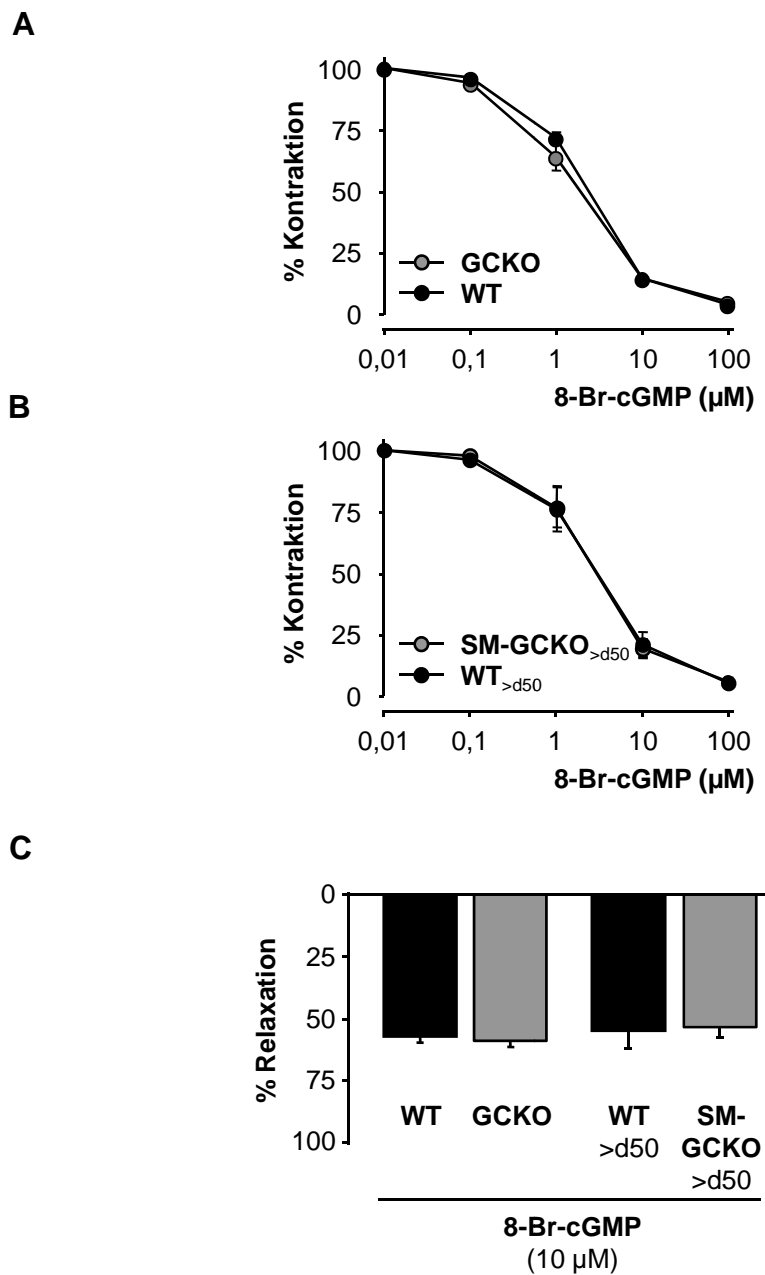 A
100
75
50
25
0
% Kontraktion
GCKO
WT
0,01 0,1 1 10 100
8-Br-cGMP (µM)
B
100
75
50
25
0
% Kontraktion
SM-GCKO>d50
WT>d50
0,01 0,1 1 10 100
8-Br-cGMP (µM)
C
0
25
50
75
100
% Relaxation
WT GCKO WT SM-
>d50 GCKO
>d50
8-Br-cGMP
(10 µM)